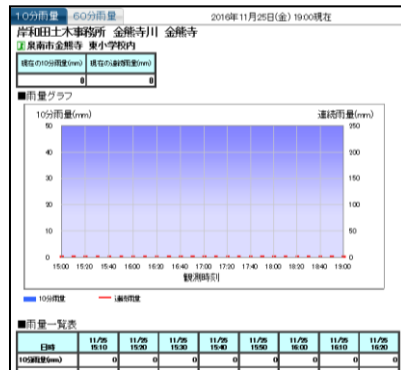 10分雨量 60分雨量 2016年11月25日(金) 19:00現在
岸和田土木事務所 金熊寺川 金熊寺
泉南市金熊寺 東小学校内
現在の10分雨量(mm) 現在の連続雨量(mm)
0 0
■雨量グラフ
10分雨量(mm) 連続雨量(mm)
50 250
40 200
30 150
20 100
10 50
0 0
15:00 15:20 15:40 16:00 16:20 16:40 17:00 17:20 17:40 18:00 18:20 18:40 19:00
観測時刻
10分雨量 連続雨量
■雨量一覧表
日時 11/25 15:10 11/25 15:20 11/25 15:30 11/25 15:40 11/25 15:50 11/25 16:00 11/25 16:10 11/25 16:20
10分雨量(mm) 0 0 0 0 0 0 0 0